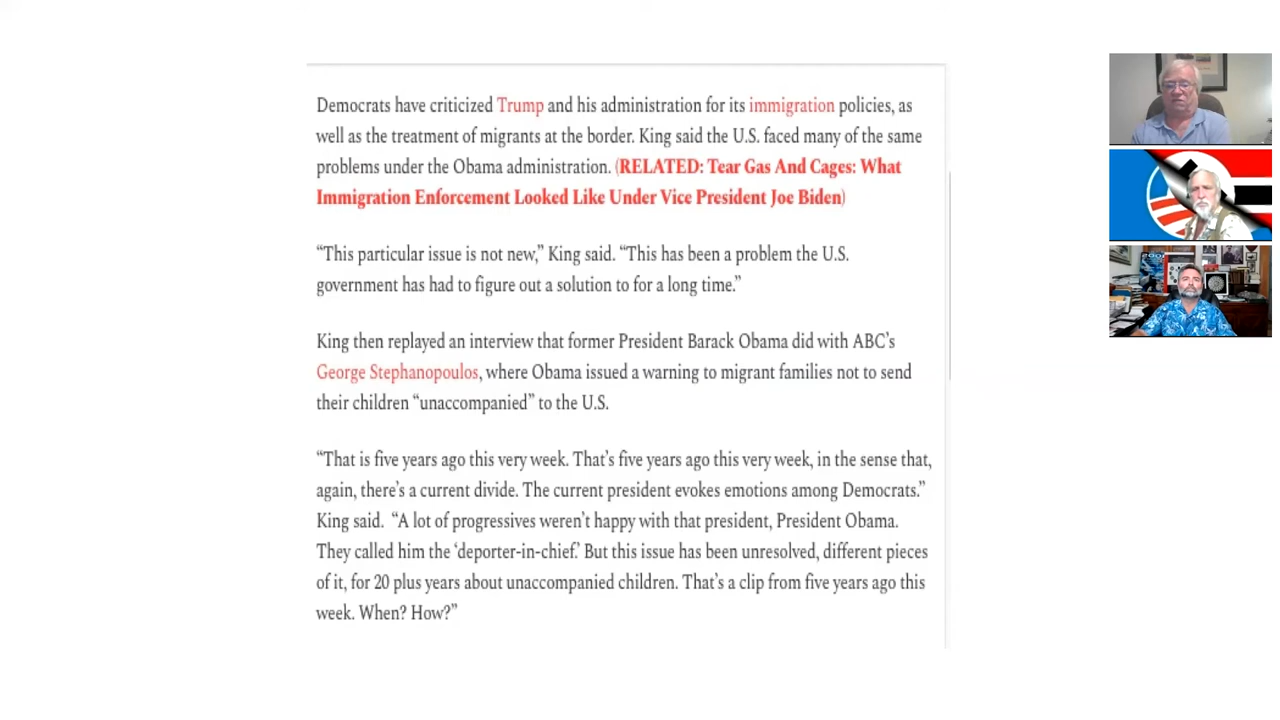 Democrats have criticized Trump and his administration for its immigration policies, as
well as the treatment of migrants at the border. King said the U.S. faced many of the same
problems under the Obama administration. (RELATED: Tear Gas And Cages: What
Immigration Enforcement Looked Like Under Vice President Joe Biden)
“This particular issue is not new,” King said. “This has been a problem the U.S.
government has had to figure out a solution to for a long time.”
King then replayed an interview that former President Barack Obama did with ABC’s
George Stephanopoulos, where Obama issued a warning to migrant families not to send
their children “unaccompanied” to the U.S.
“That is five years ago this very week. That’s five years ago this very week, in the sense that,
again, there’s a current divide. The current president evokes emotions among Democrats.”
King said. “A lot of progressives weren’t happy with that president, President Obama.
They called him the ‘deporter-in-chief.’ But this issue has been unresolved, different pieces
of it, for 20 plus years about unaccompanied children. That’s a clip from five years ago this
week. When? How?”